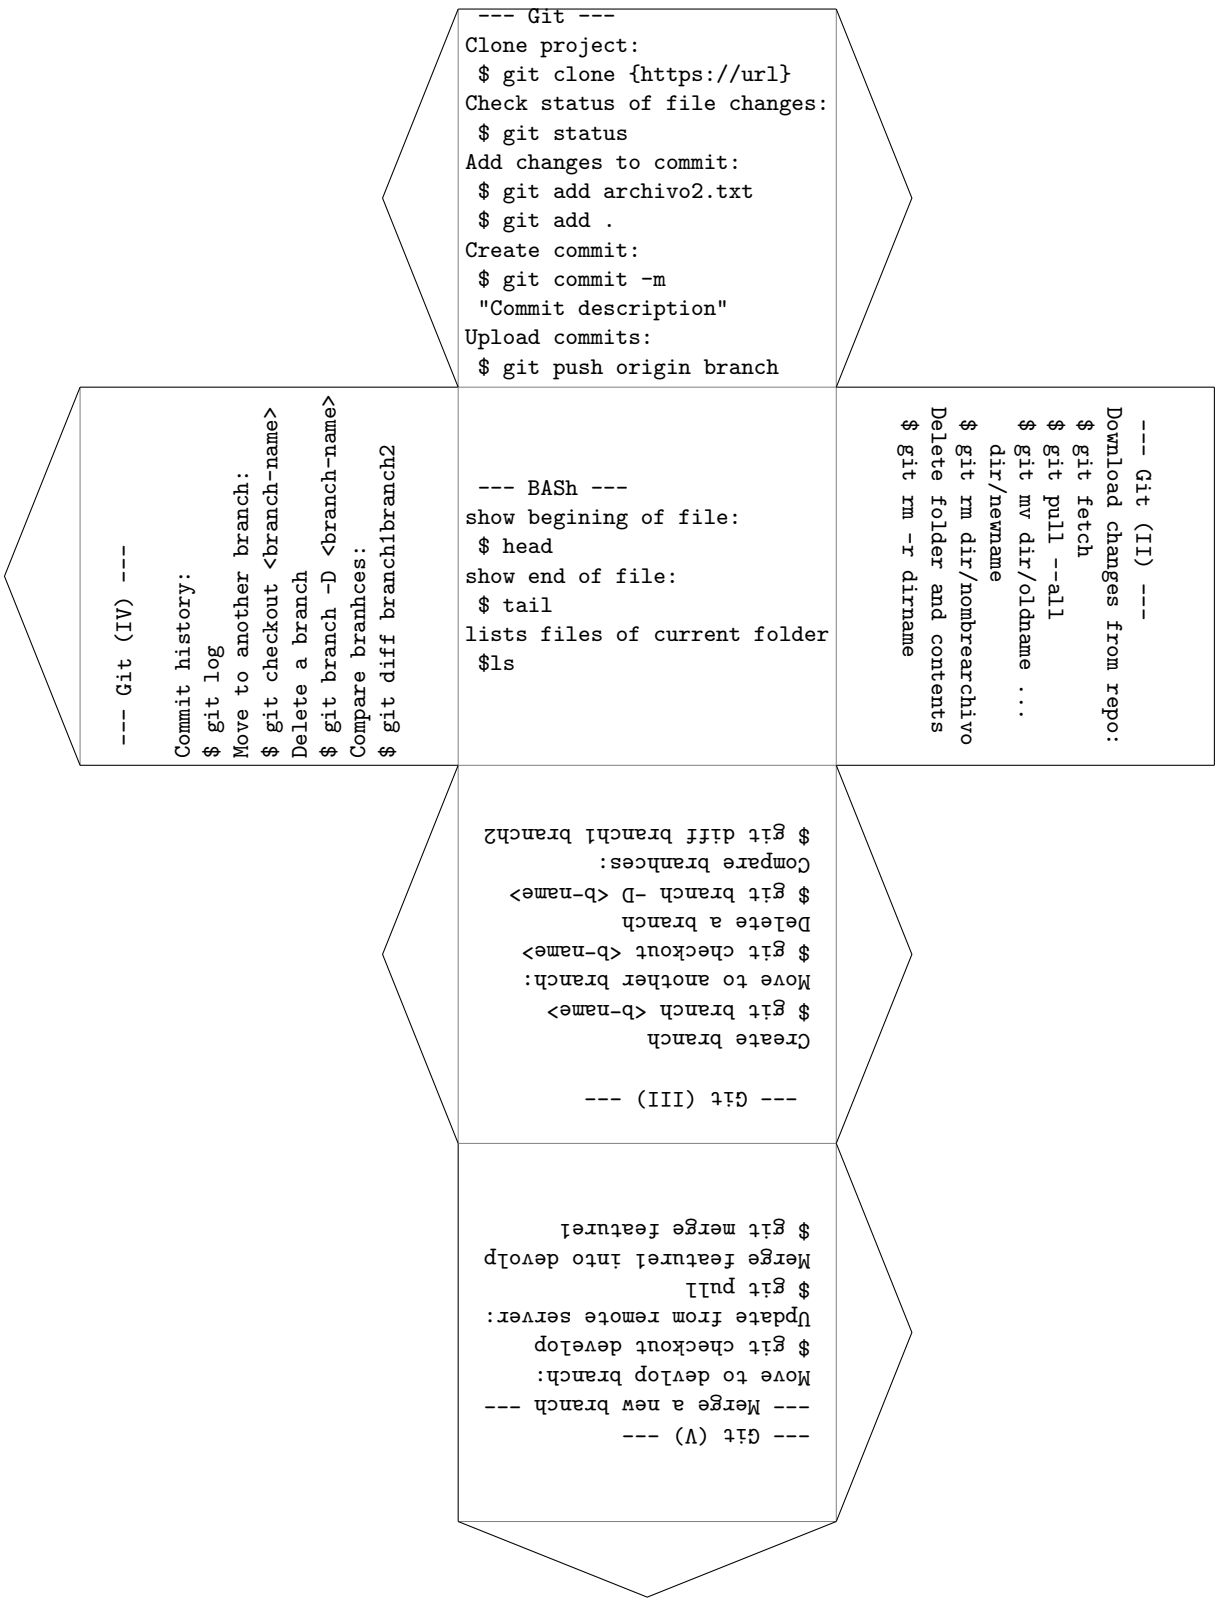 --- Git ---
Clone project:
$ git clone {https://url}
Check status of file changes:
$ git status
Add changes to commit:
$ git add archivo2.txt
$ git add .
Create commit:
$ git commit -m
"Commit description"
Upload commits:
$ git push origin branch
--- Git (IV) ---
Commit history:
$ git log
Move to another branch:
$ git checkout <branch-name>
Delete a branch
$ git branch -D <branch-name>
Compare branhces:
$ git diff branch1branch2
--- BASh ---
show begining of file:
$ head
show end of file:
$ tail
lists files of current folder
$ls
--- Git (II) ---
Download changes from repo:
$ git fetch
$ git pull --all
$ git mv dir/oldname ...
dir/newname
$ git rm dir/nombrearchivo
Delete folder and contents
$ git rm -r dirname
--- Git (III) ---
Create branch
$ git branch <b-name>
Move to another branch:
$ git checkout <b-name>
Delete a branch
$ git branch -D <b-name>
Compare branhces:
$ git diff branch1 branch2
--- Git (V) ---
--- Merge a new branch ---
Move to devlop branch:
$ git checkout develop
Update from remote server:
$ git pull
Merge feature1 into devolp
$ git merge feature1